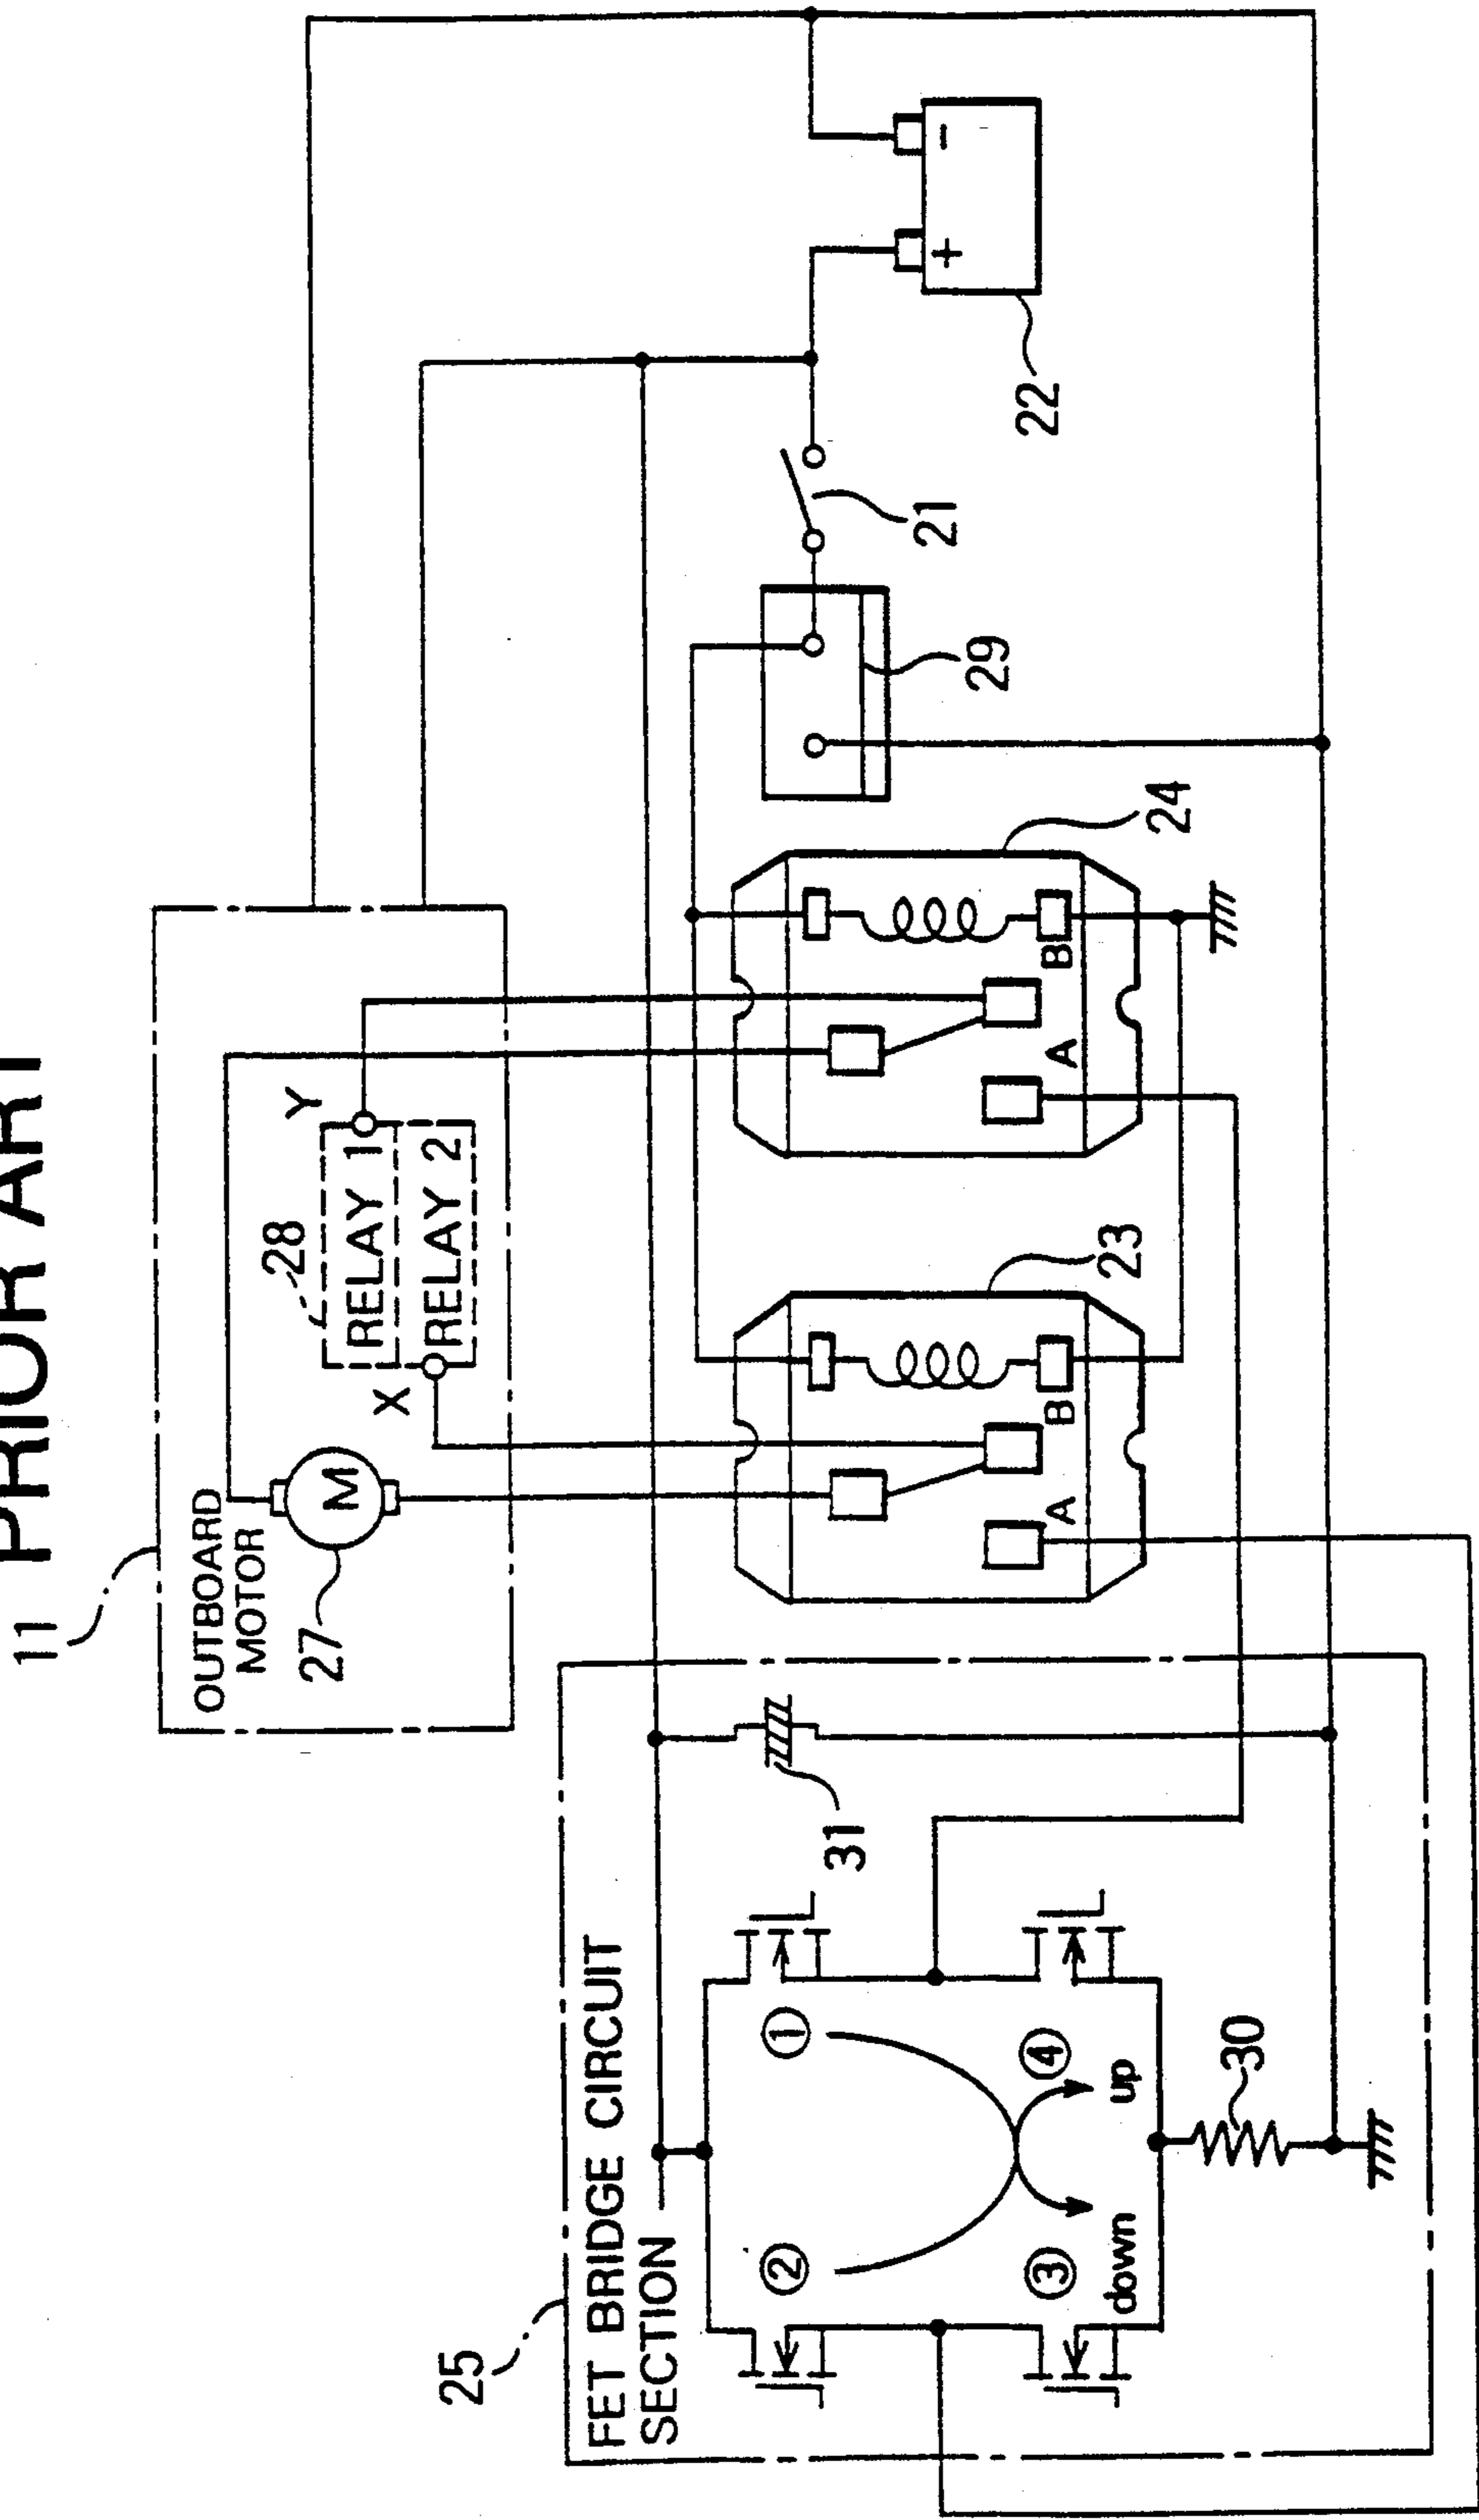 PRIOR ART
11
OUTBOARD
MOTOR
27
M
28
RELAY 1
RELAY 2
X
Y
25
FET BRIDGE CIRCUIT
SECTION
31
①
②
③
④
up
down
30
23
A
B
24
A
B
29
21
22
+
-